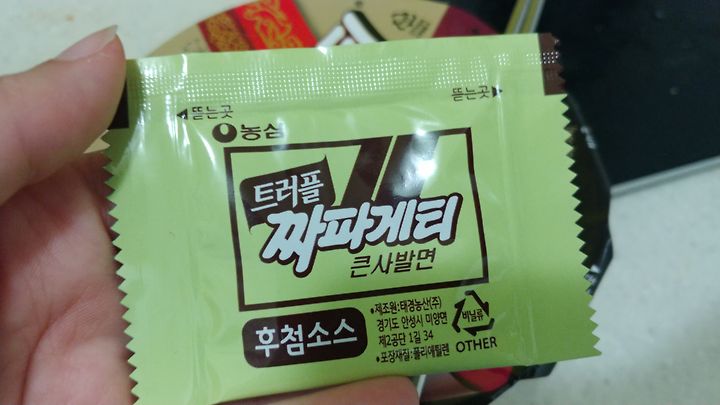 ◀뜯는곳
뜯는곳▶
농심
트러플
짜파게티
큰사발면
후첨소스
•제조원:태경농산(주)
경기도 안성시 미양면
제2공단 1길 34
•포장재질:폴리에틸렌
비닐류
OTHER